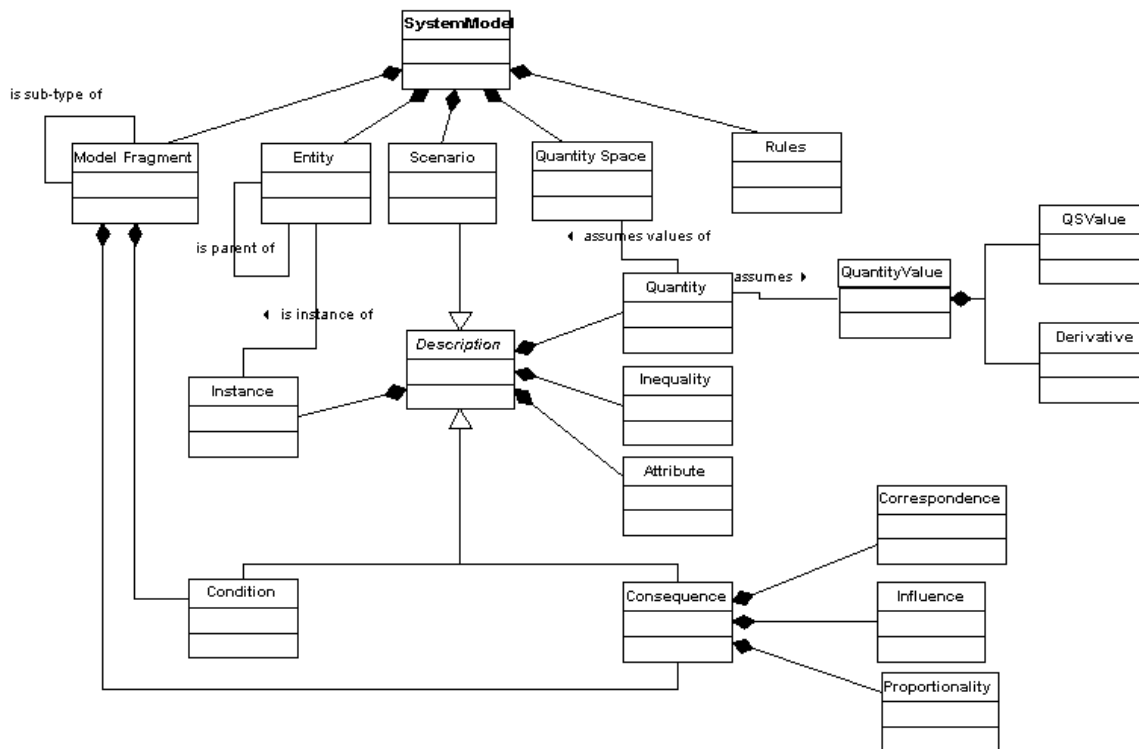 SystemModel
is sub-type of
Model Fragment
Entity
Scenario
Quantity Space
Rules
QSValue
is parent of
assumes values of
assumes
QuantityValue
Quantity
is instance of
Description
Derivative
Instance
Inequality
Attribute
Correspondence
Condition
Consequence
Influence
Proportionality